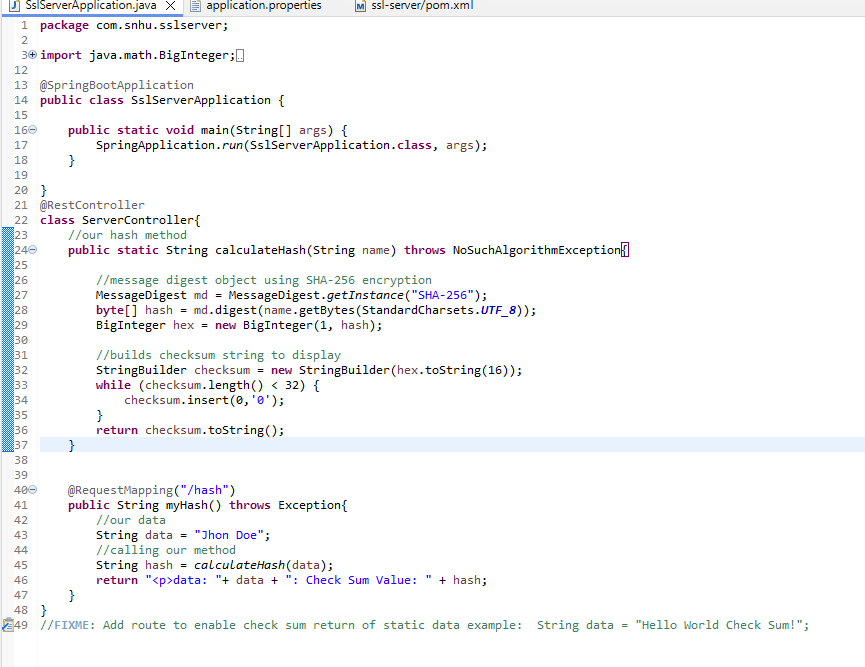 SslServerApplication.java application.properties ssl-server/pom.xml
1 package com.snhu.sslserver;
2
3 import java.math.BigInteger;
12
13 @SpringBootApplication
14 public class SslServerApplication {
15
16 public static void main(String[] args) {
17 SpringApplication.run(SslServerApplication.class, args);
18 }
19
20 }
21 @RestController
22 class ServerController{
23 //our hash method
24 public static String calculateHash(String name) throws NoSuchAlgorithmException{
25
26 //message digest object using SHA-256 encryption
27 MessageDigest md = MessageDigest.getInstance("SHA-256");
28 byte[] hash = md.digest(name.getBytes(StandardCharsets.UTF_8));
29 BigInteger hex = new BigInteger(1, hash);
30
31 //builds checksum string to display
32 StringBuilder checksum = new StringBuilder(hex.toString(16));
33 while (checksum.length() < 32) {
34 checksum.insert(0,'0');
35 }
36 return checksum.toString();
37 }
38
39
40 @RequestMapping("/hash")
41 public String myHash() throws Exception{
42 //our data
43 String data = "Jhon Doe";
44 //calling our method
45 String hash = calculateHash(data);
46 return "<p>data: "+ data + ": Check Sum Value: " + hash;
47 }
48 }
49 //FIXME: Add route to enable check sum return of static data example:  String data = "Hello World Check Sum!";